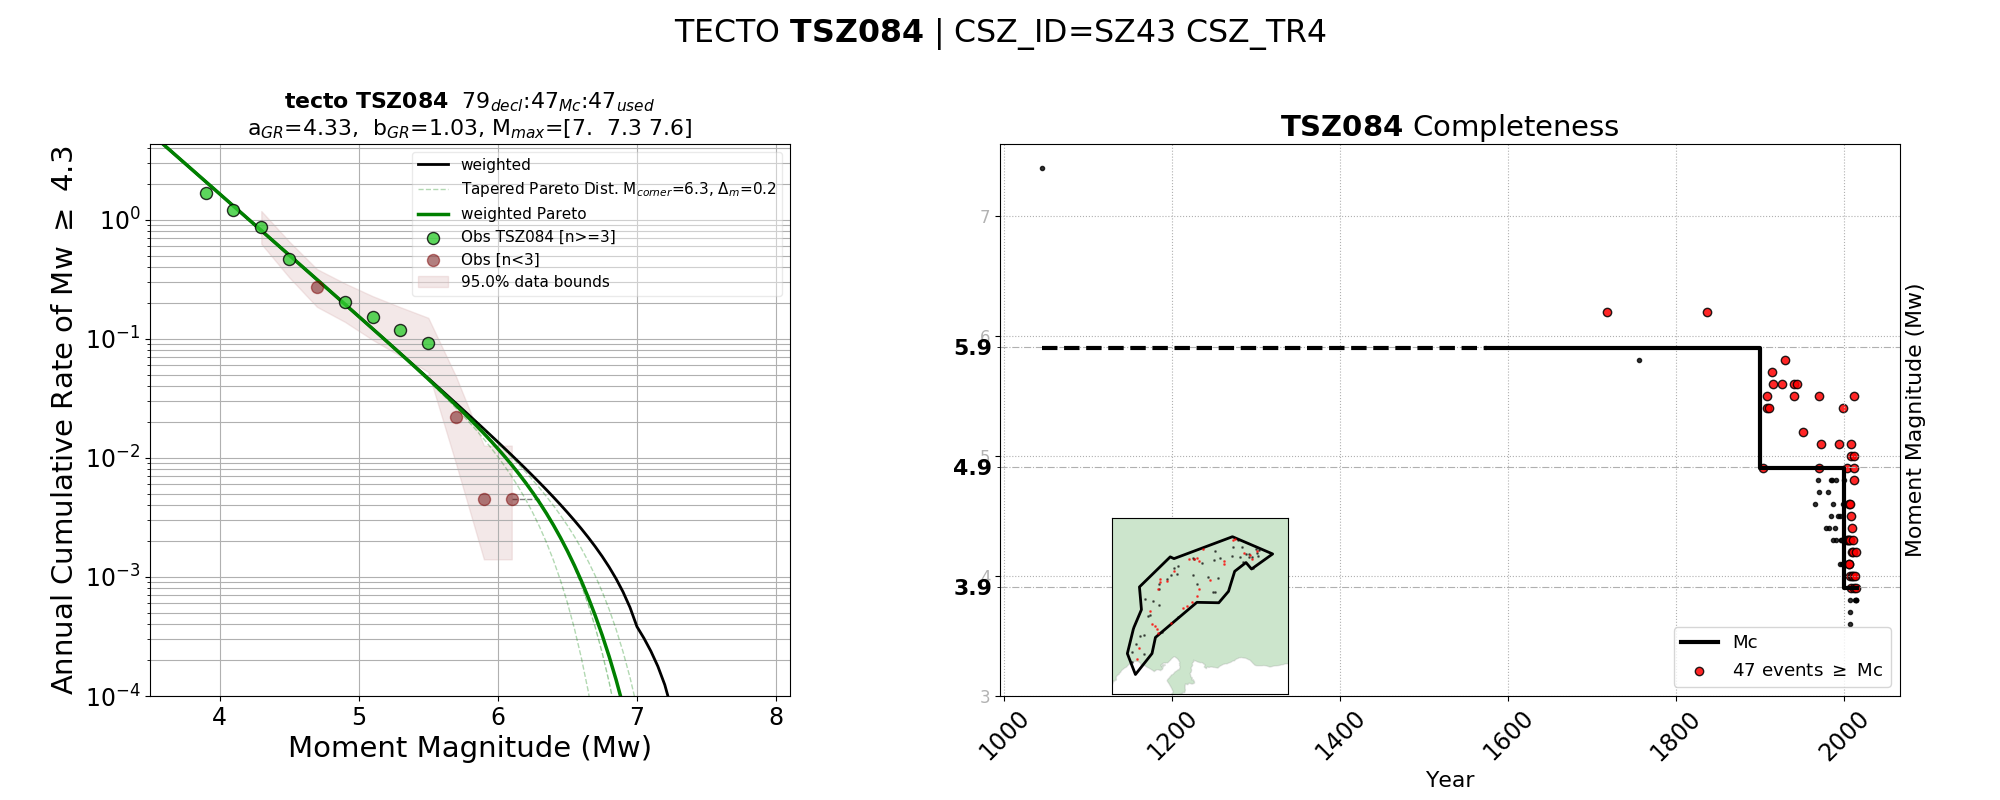 TECTO TSZ084 | CSZ_ID=SZ43 CSZ_TR4
tecto TSZ084 79decl:47Mc:47used
aGR=4.33, bGR=1.03, Mmax=[7. 7.3 7.6]
Annual Cumulative Rate of Mw ≥ 4.3
10^0
10^-1
10^-2
10^-3
10^-4
weighted
Tapered Pareto Dist. Mcorner=6.3, Δm=0.2
weighted Pareto
Obs TSZ084 [n>=3]
Obs [n<3]
95.0% data bounds
4 5 6 7 8
Moment Magnitude (Mw)
TSZ084 Completeness
7
6
5.9
5
4.9
4
3.9
3
Moment Magnitude (Mw)
Mc
47 events ≥ Mc
1000 1200 1400 1600 1800 2000
Year